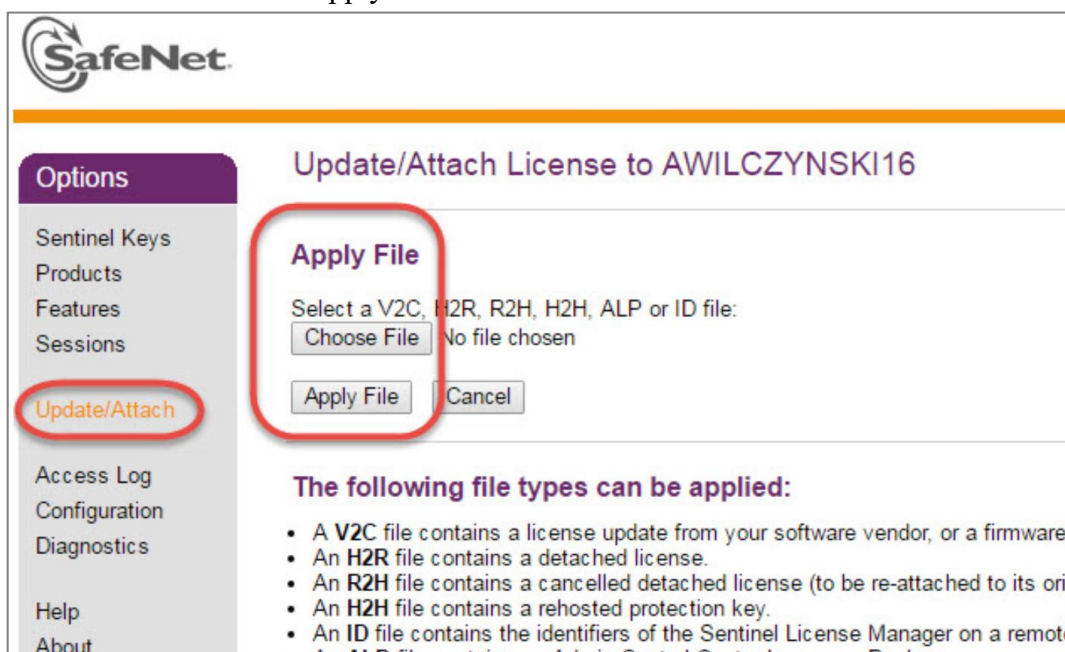 apply
SafeNet.
Options
Sentinel Keys
Products
Features
Sessions
Update/Attach
Access Log
Configuration
Diagnostics
Help
About
Update/Attach License to AWILCZYNSKI16
Apply File
Select a V2C, H2R, R2H, H2H, ALP or ID file:
Choose File No file chosen
Apply File Cancel
The following file types can be applied:
• A V2C file contains a license update from your software vendor, or a firmware
• An H2R file contains a detached license.
• An R2H file contains a cancelled detached license (to be re-attached to its ori
• An H2H file contains a rehosted protection key.
• An ID file contains the identifiers of the Sentinel License Manager on a remot